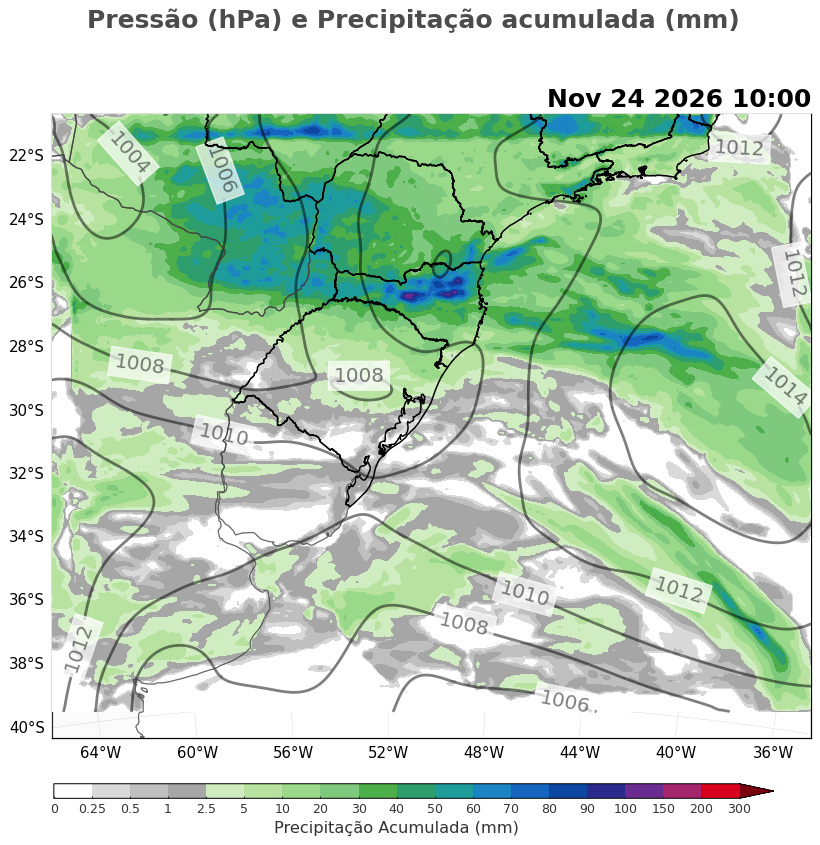 Pressão (hPa) e Precipitação acumulada (mm)
Nov 24 2026 10:00
1004
1006
1012
22°S
24°S
1012
26°S
28°S
1008
1008
1014
30°S
1010
32°S
34°S
36°S
1010
1012
1008
1012
38°S
1006
40°S
64°W 60°W 56°W 52°W 48°W 44°W 40°W 36°W
0 0.25 0.5 1 2.5 5 10 20 30 40 50 60 70 80 90 100 150 200 300
Precipitação Acumulada (mm)